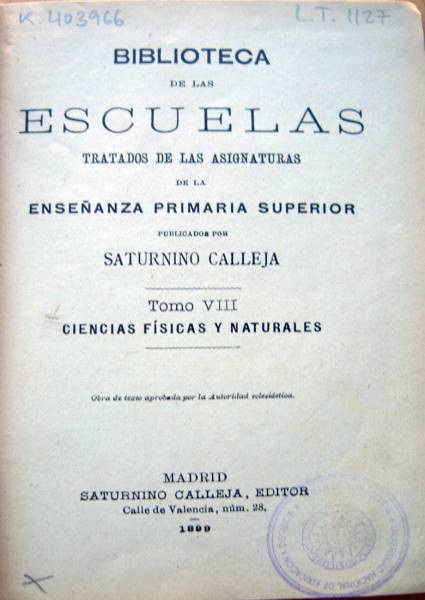 K.403966
L.T. 1127
BIBLIOTECA
DE LAS
ESCUELAS
TRATADOS DE LAS ASIGNATURAS
DE LA
ENSEÑANZA PRIMARIA SUPERIOR
PUBLICADOS POR
SATURNINO CALLEJA
Tomo VIII
CIENCIAS FÍSICAS Y NATURALES
Obra de texto aprobada por la Autoridad eclesiástica.
MADRID
SATURNINO CALLEJA, EDITOR
Calle de Valencia, núm. 28.
1899